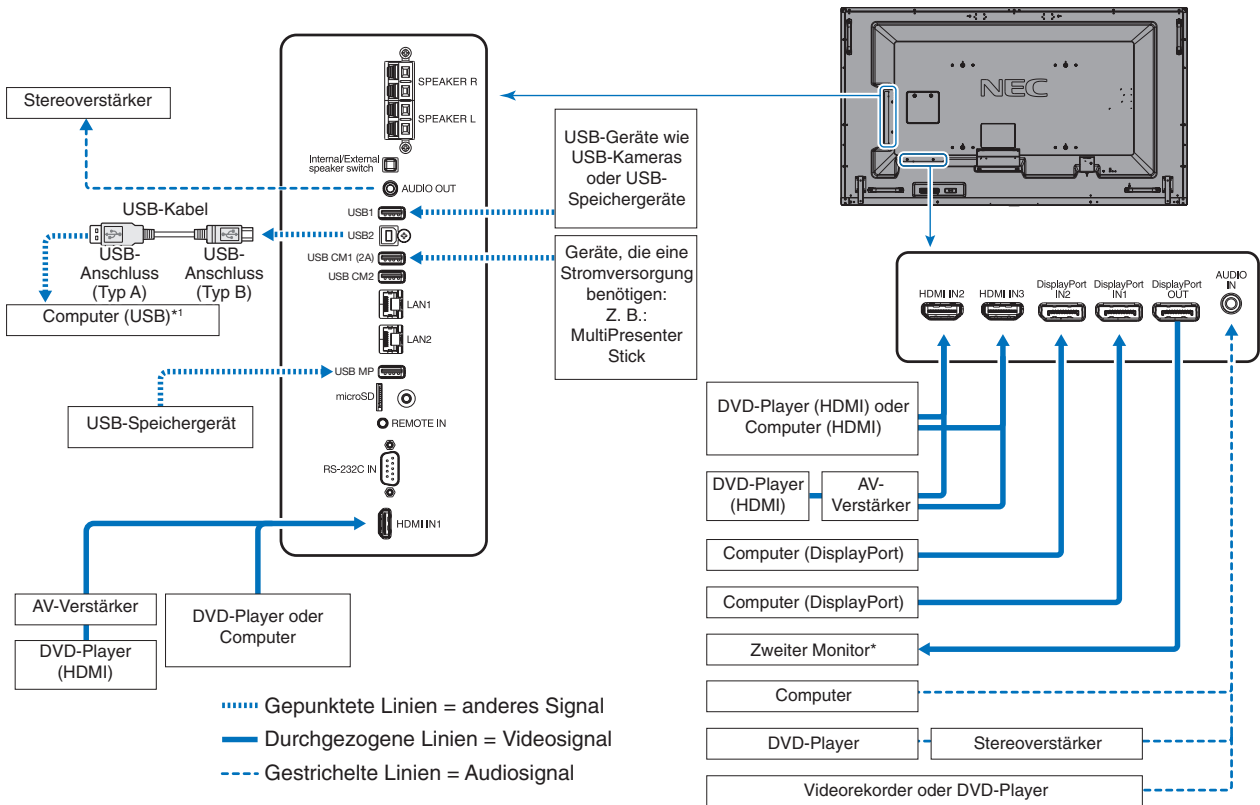 NEC
SPEAKER R
SPEAKER L
Internal/External
speaker switch
AUDIO OUT
USB1
USB2
USB CM1 (2A)
USB CM2
LAN1
LAN2
USB MP
microSD
REMOTE IN
RS-232C IN
HDMI IN1
Stereoverstärker
USB-Kabel
USB-
Anschluss
(Typ A)
USB-
Anschluss
(Typ B)
Computer (USB)*1
USB-Speichergerät
AV-Verstärker
DVD-Player
(HDMI)
DVD-Player oder
Computer
USB-Geräte wie
USB-Kameras
oder USB-
Speichergeräte
Geräte, die eine
Stromversorgung
benötigen:
Z. B.:
MultiPresenter
Stick
HDMI IN2
HDMI IN3
DisplayPort
IN2
DisplayPort
IN1
DisplayPort
OUT
AUDIO
IN
DVD-Player (HDMI) oder
Computer (HDMI)
DVD-Player
(HDMI)
AV-
Verstärker
Computer (DisplayPort)
Computer (DisplayPort)
Zweiter Monitor*
Computer
DVD-Player
Stereoverstärker
Videorekorder oder DVD-Player
Gepunktete Linien = anderes Signal
Durchgezogene Linien = Videosignal
Gestrichelte Linien = Audiosignal